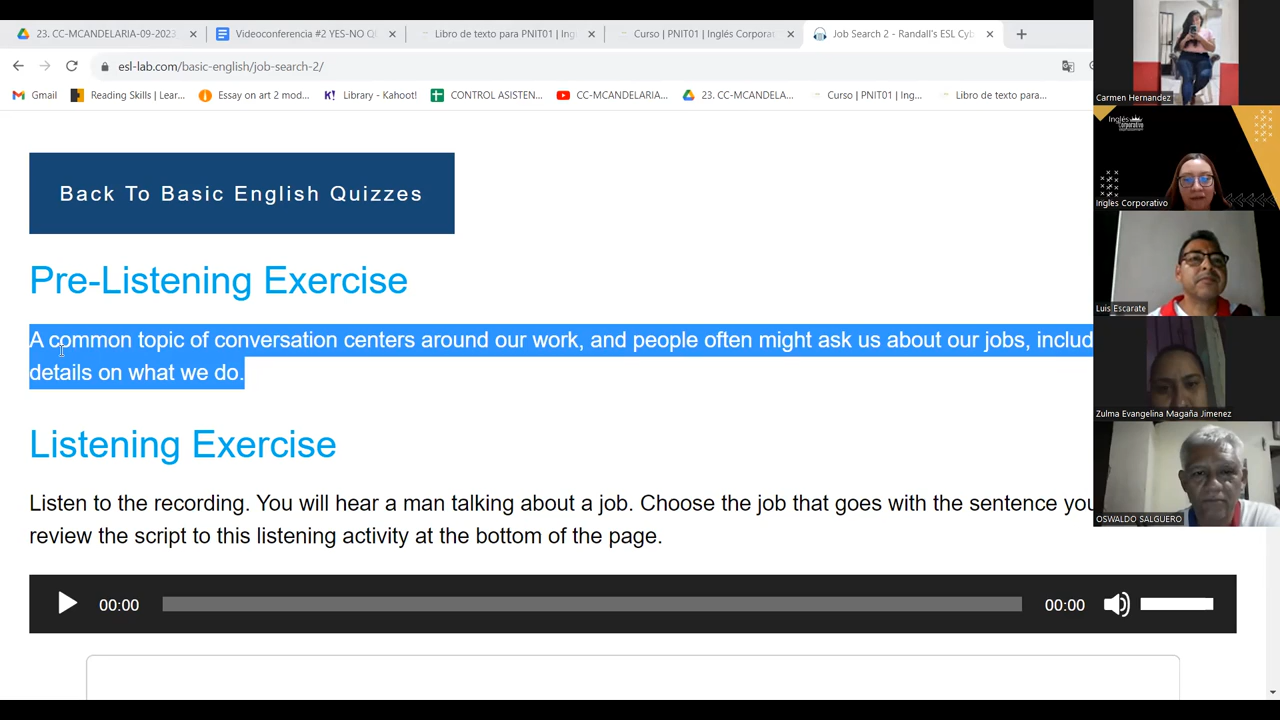 23. CC-MCANDELARIA-09-2023
Videoconferencia #2 YES-NO Q
Libro de texto para PNIT01 | Ing
Curso | PNIT01 | Inglés Corporar
Job Search 2 - Randall's ESL Cyb
esl-lab.com/basic-english/job-search-2/
Gmail
Reading Skills | Lear...
Essay on art 2 mod...
Library - Kahoot!
CONTROL ASISTEN...
CC-MCANDELARIA...
23. CC-MCANDELA...
Curso | PNIT01 | Ing...
Libro de texto para...
Back To Basic English Quizzes
Pre-Listening Exercise
A common topic of conversation centers around our work, and people often might ask us about our jobs, includ
details on what we do.
Listening Exercise
Listen to the recording. You will hear a man talking about a job. Choose the job that goes with the sentence you
review the script to this listening activity at the bottom of the page.
00:00
00:00
Carmen Hernandez
Inglés
Corporativo
Ingles Corporativo
Luis Escarate
Zulma Evangelina Magaña Jimenez
OSWALDO SALGUERO